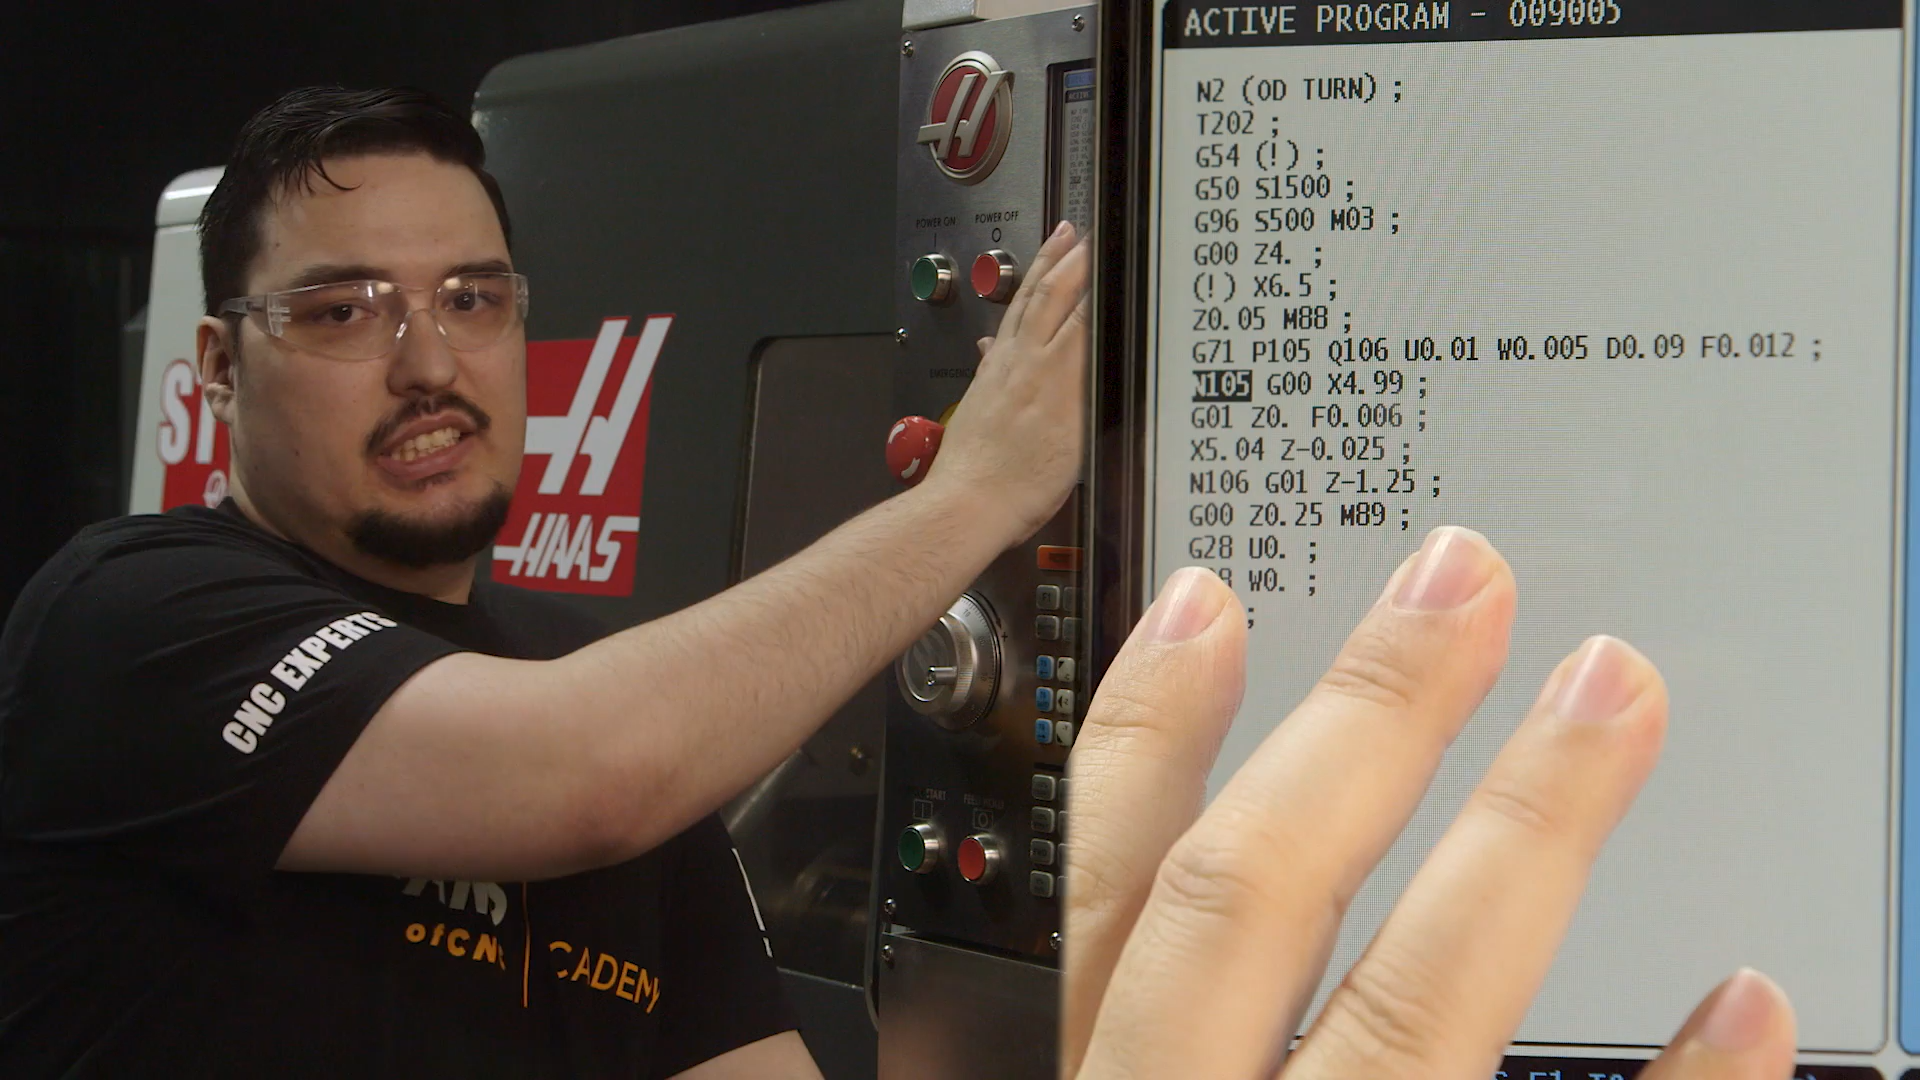 ACTIVE PROGRAM - O09005
N2 (OD TURN) ;
T202 ;
G54 (!) ;
G50 S1500 ;
G96 S500 M03 ;
G00 Z4. ;
(!) X6.5 ;
Z0.05 M88 ;
G71 P105 Q106 U0.01 W0.005 D0.09 F0.012 ;
N105 G00 X4.99 ;
G01 Z0. F0.006 ;
X5.04 Z-0.025 ;
N106 G01 Z-1.25 ;
G00 Z0.25 M89 ;
G28 U0. ;
W0. ;
;
POWER ON
POWER OFF
HAAS
CNC EXPERTS
ofCN
CADEMY
START